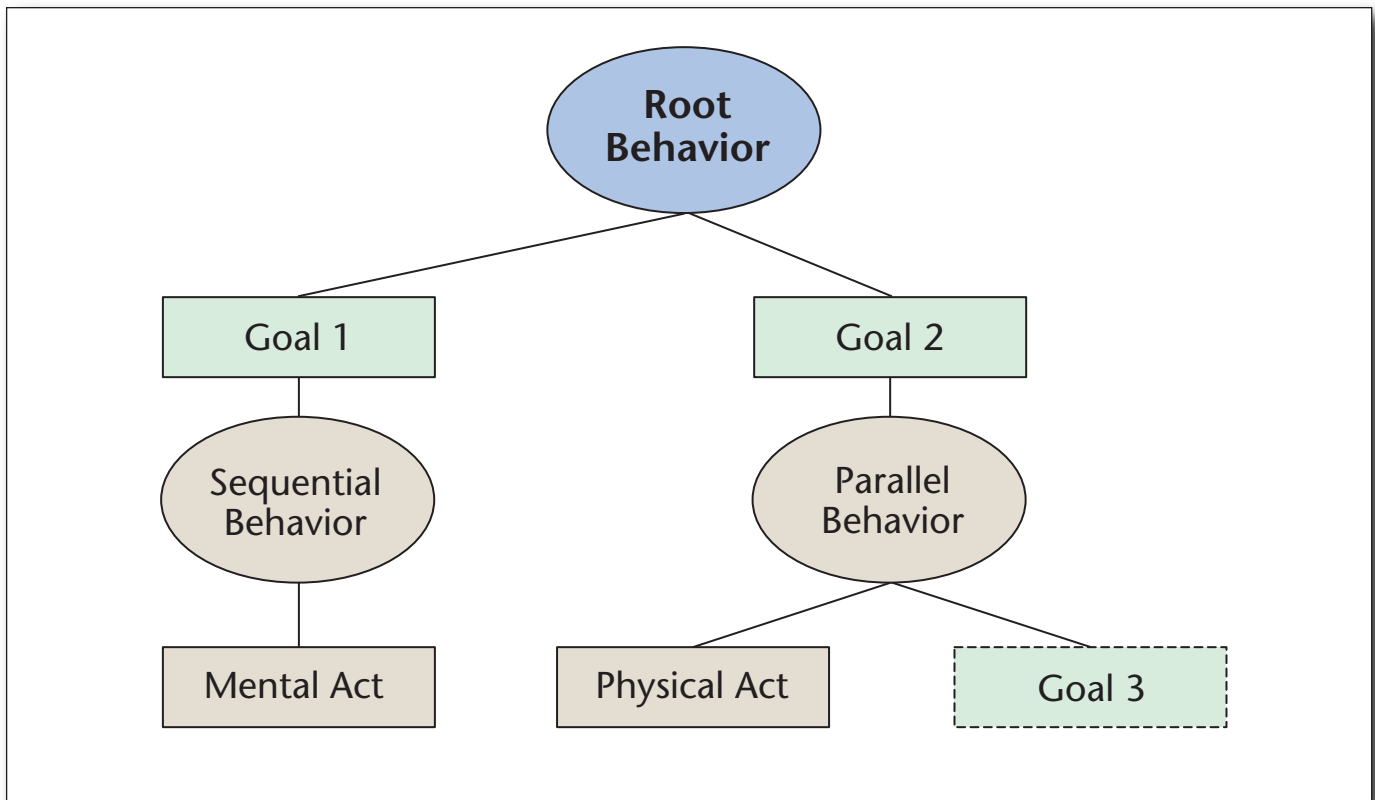 Root
Behavior
Goal 1
Goal 2
Sequential
Behavior
Parallel
Behavior
Mental Act
Physical Act
Goal 3